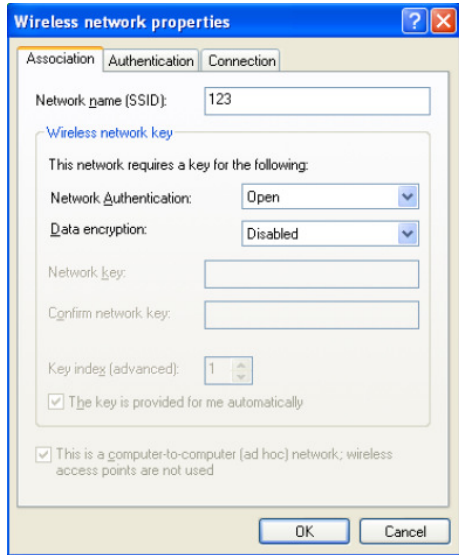 Wireless network properties
Association Authentication Connection
Network name (SSID): 123
Wireless network key
This network requires a key for the following:
Network Authentication: Open
Data encryption: Disabled
Network key:
Confirm network key:
Key index (advanced): 1
The key is provided for me automatically
This is a computer-to-computer (ad hoc) network; wireless
access points are not used
OK Cancel